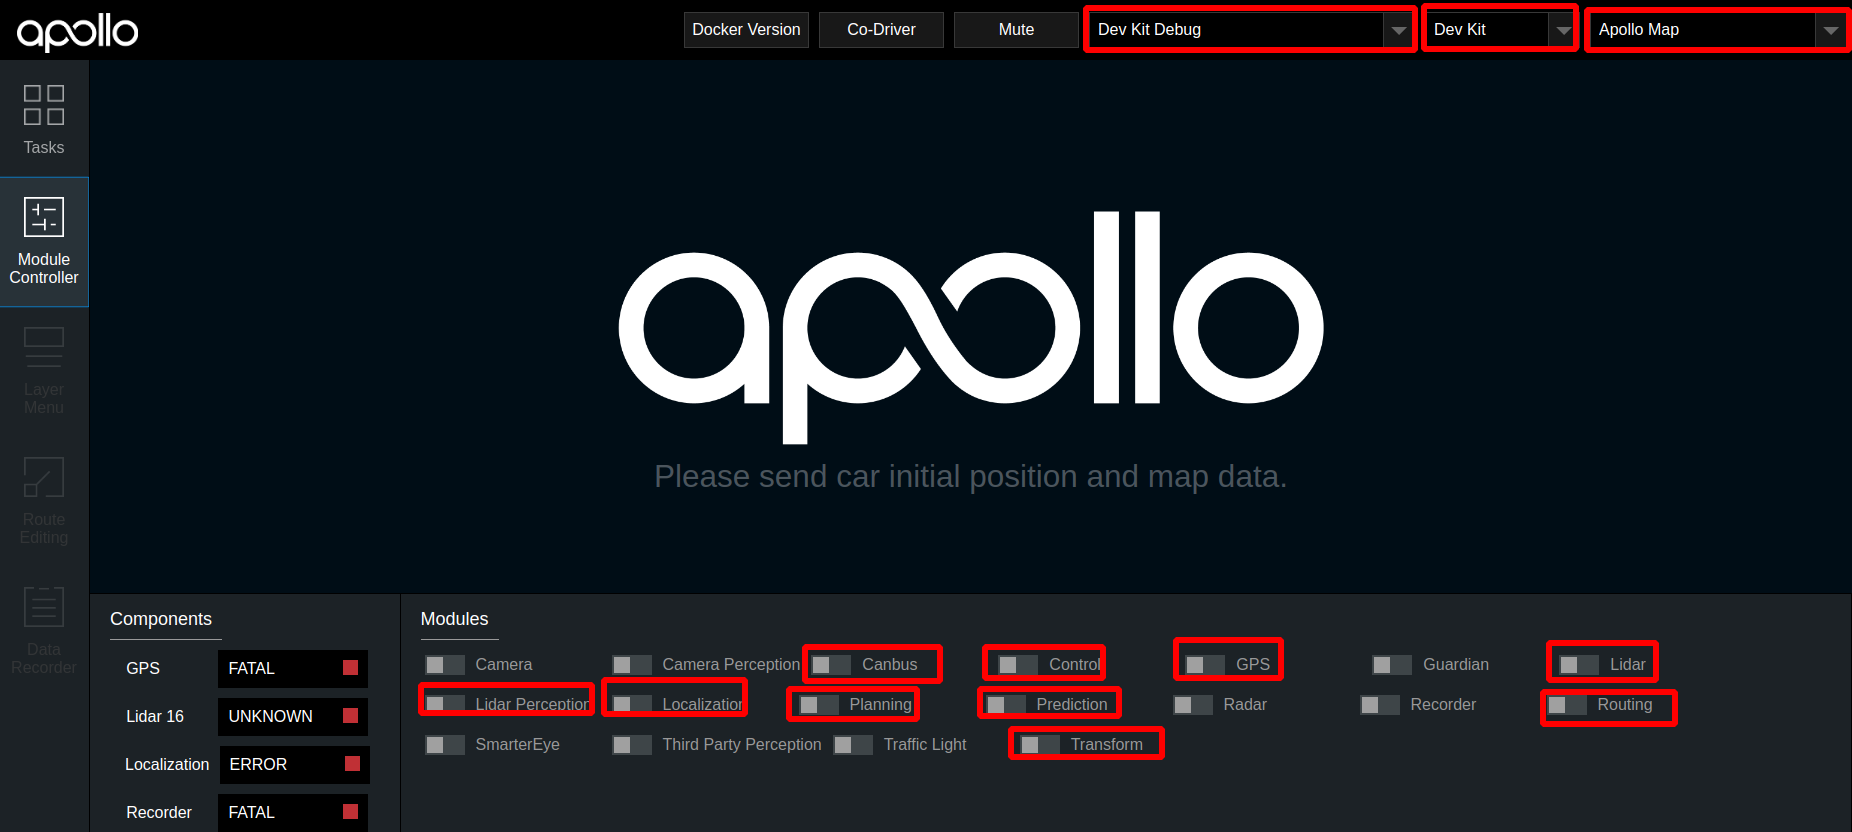 apollo
Docker Version
Co-Driver
Mute
Dev Kit Debug
Dev Kit
Apollo Map
Tasks
Module
Controller
Layer
Menu
Route
Editing
Data
Recorder
apollo
Please send car initial position and map data.
Components
GPS FATAL
Lidar 16 UNKNOWN
Localization ERROR
Recorder FATAL
Modules
Camera Camera Perception Canbus Control GPS Guardian Lidar
Lidar Perception Localization Planning Prediction Radar Recorder Routing
SmarterEye Third Party Perception Traffic Light Transform